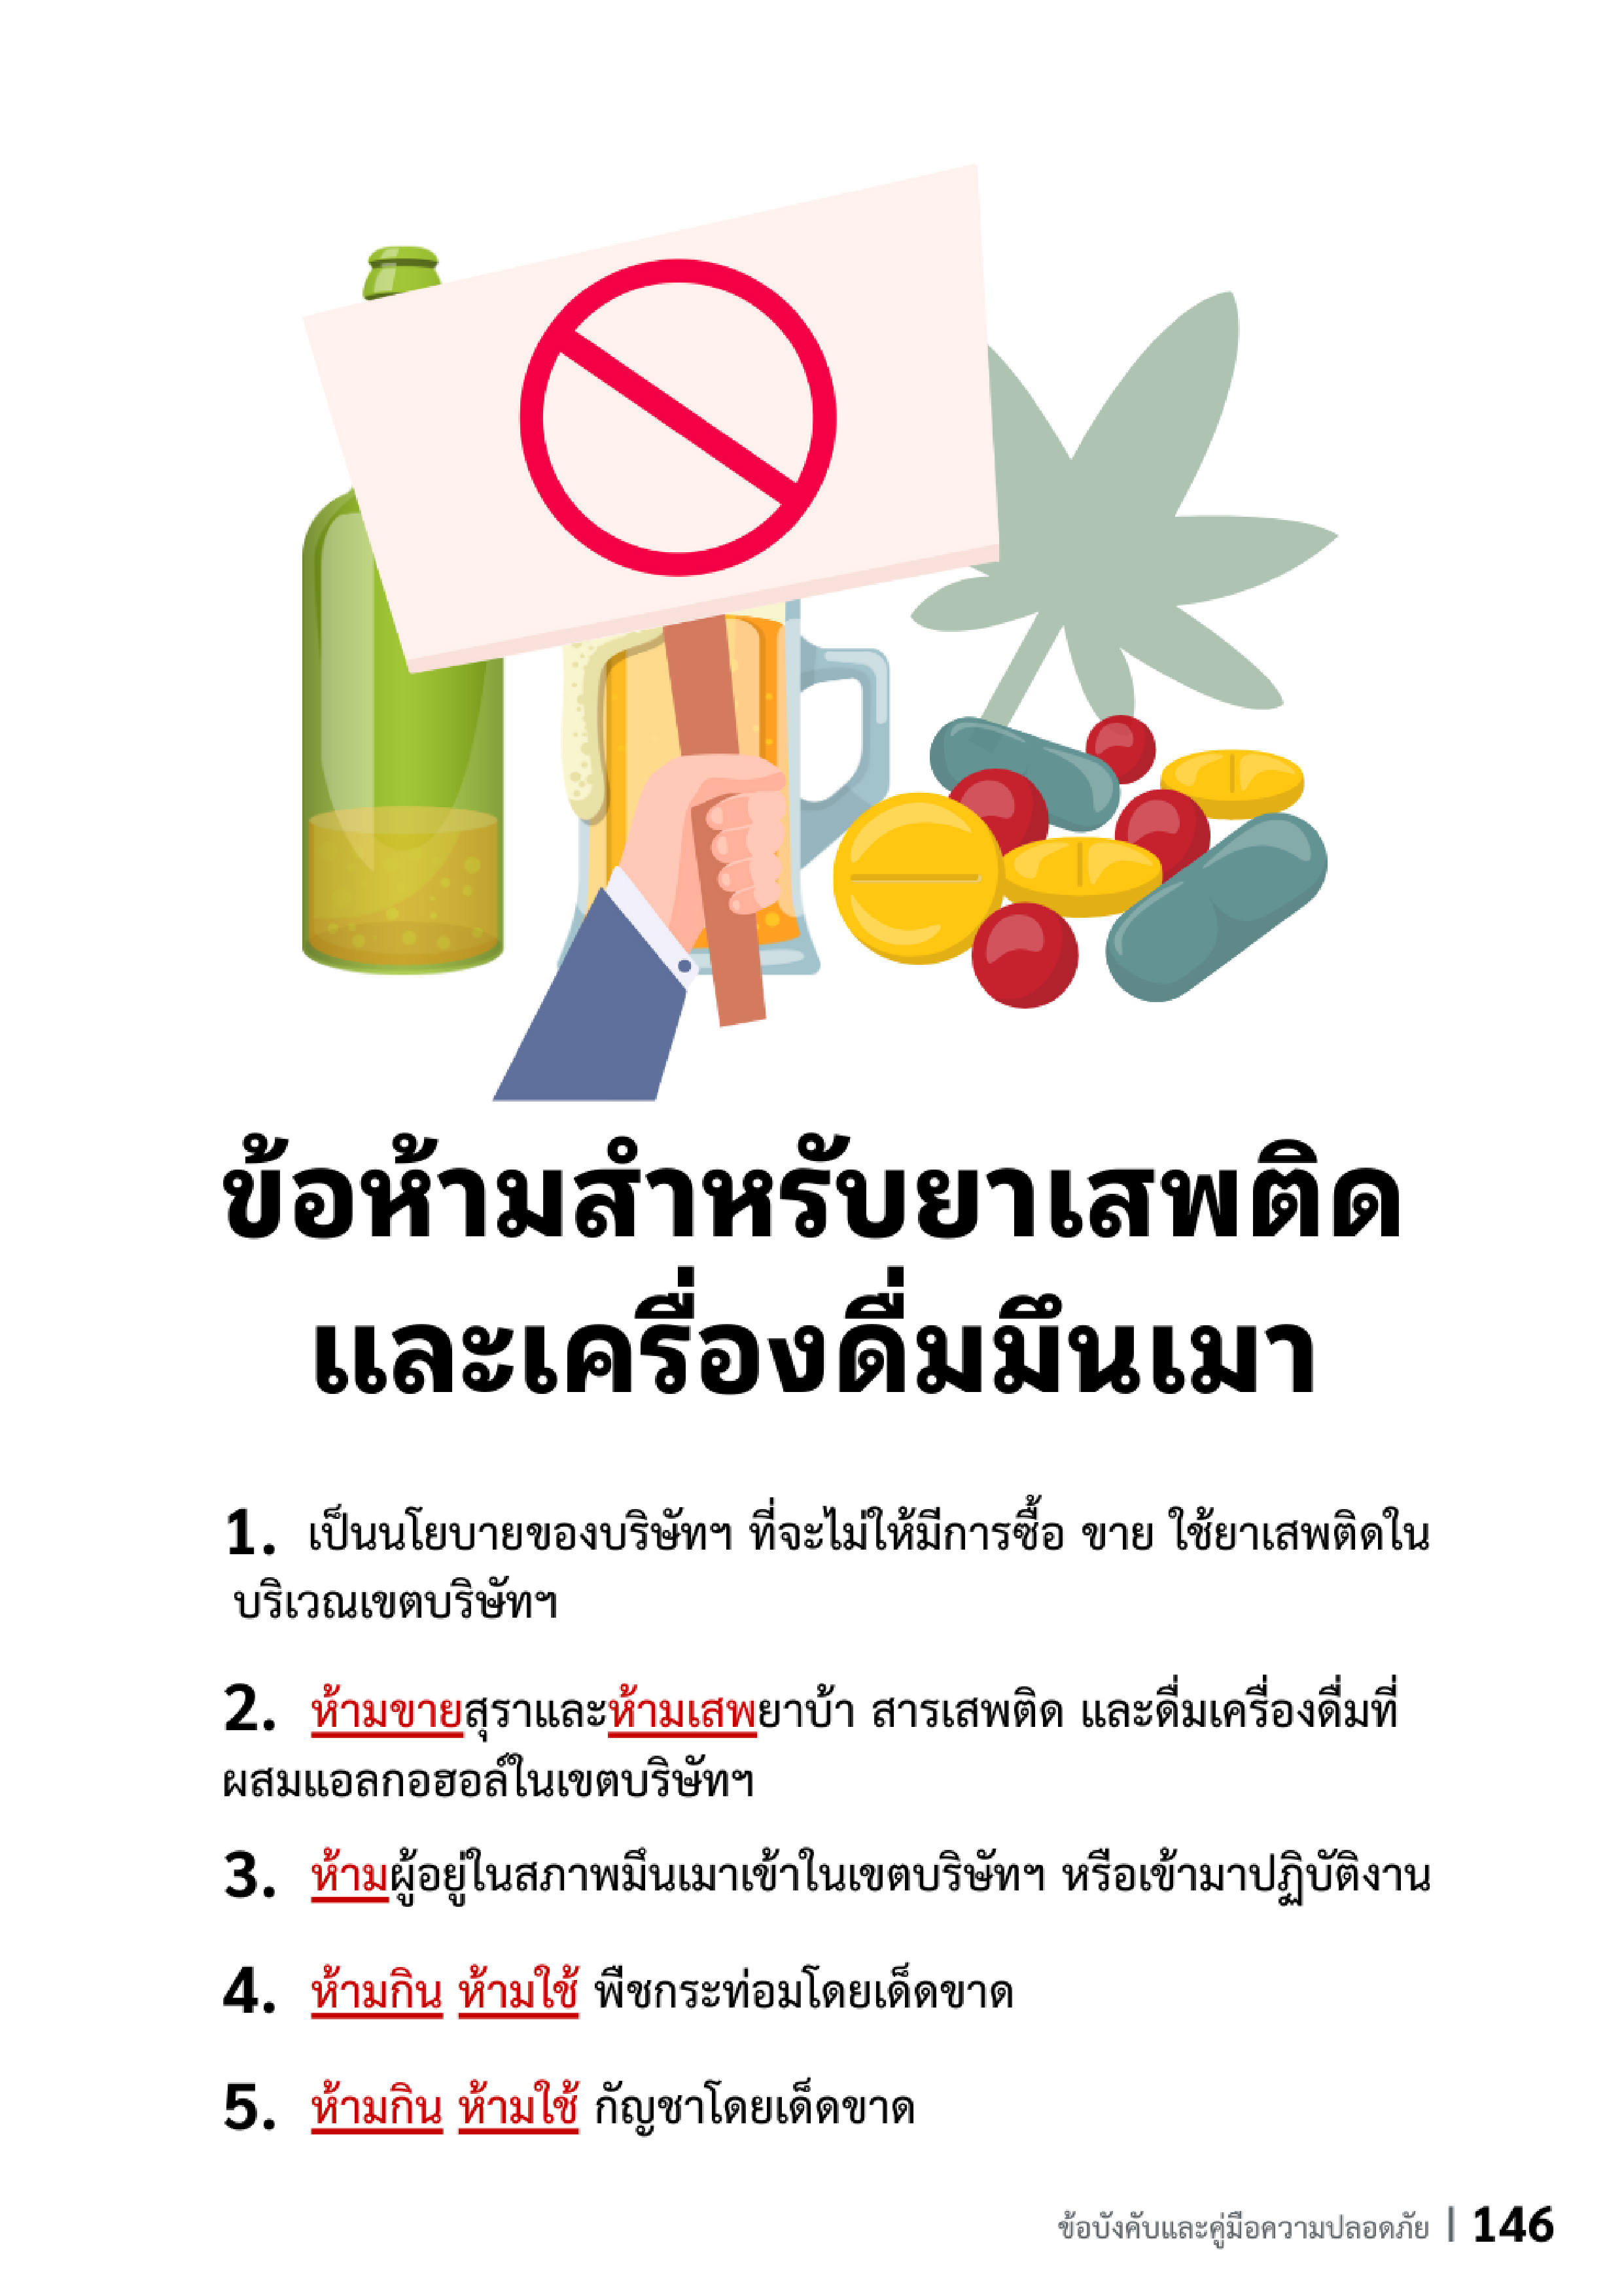 ข้อห้ามสำหรับยาเสพติด
และเครื่องดื่มมึนเมา
1. เป็นนโยบายของบริษัทฯ ที่จะไม่ให้มีการซื้อ ขาย ใช้ยาเสพติดใน
บริเวณเขตบริษัทฯ
2. ห้ามขายสุราและห้ามเสพยาบ้า สารเสพติด และดื่มเครื่องดื่มที่
ผสมแอลกอฮอล์ในเขตบริษัทฯ
3. ห้ามผู้อยู่ในสภาพมึนเมาเข้าในเขตบริษัทฯ หรือเข้ามาปฏิบัติงาน
4. ห้ามกิน ห้ามใช้ พืชกระท่อมโดยเด็ดขาด
5. ห้ามกิน ห้ามใช้ กัญชาโดยเด็ดขาด
ข้อบังคับและคู่มือความปลอดภัย | 146